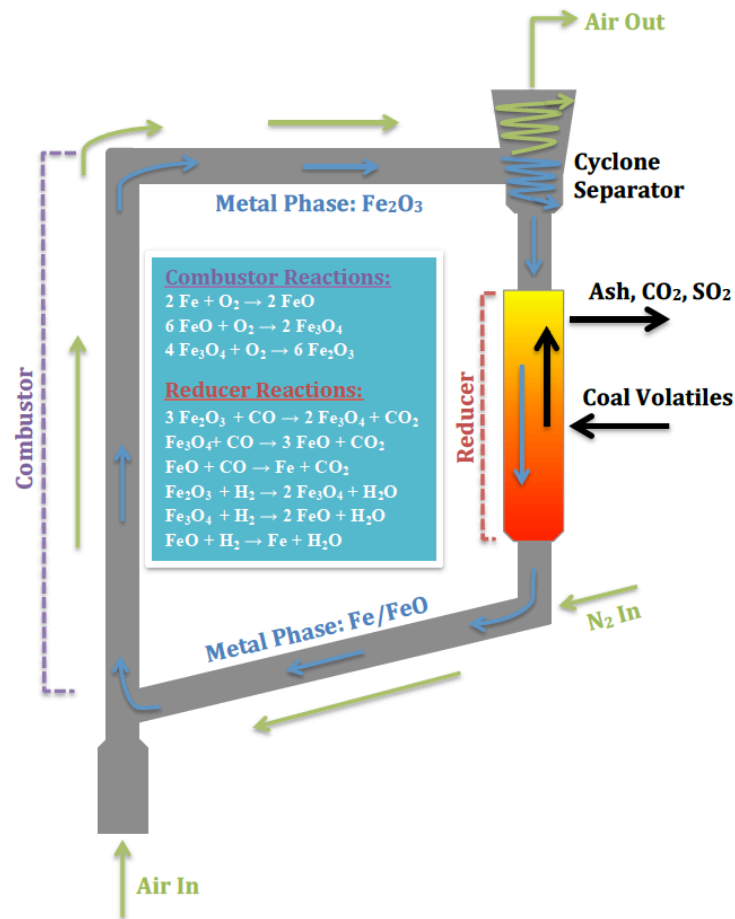 Air Out
Cyclone
Separator
Metal Phase: Fe₂O₃
Combustor Reactions:
2 Fe + O₂ → 2 FeO
6 FeO + O₂ → 2 Fe₃O₄
4 Fe₃O₄ + O₂ → 6 Fe₂O₃
Reducer Reactions:
3 Fe₂O₃ + CO → 2 Fe₃O₄ + CO₂
Fe₃O₄+ CO → 3 FeO + CO₂
FeO + CO → Fe + CO₂
Fe₂O₃ + H₂ → 2 Fe₃O₄ + H₂O
Fe₃O₄ + H₂ → 2 FeO + H₂O
FeO + H₂ → Fe + H₂O
Combustor
Reducer
Ash, CO₂, SO₂
Coal Volatiles
N₂ In
Metal Phase: Fe/FeO
Air In